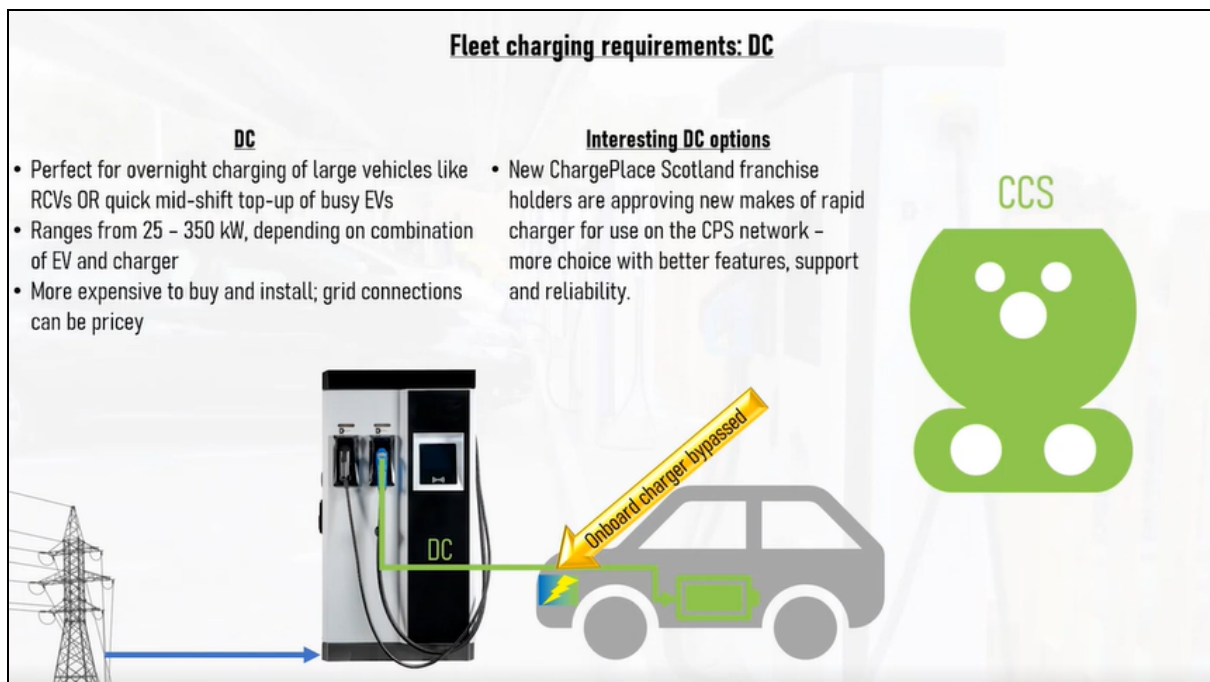 Fleet charging requirements: DC
DC
• Perfect for overnight charging of large vehicles like
RCVs OR quick mid-shift top-up of busy EVs
• Ranges from 25 – 350 kW, depending on combination
of EV and charger
• More expensive to buy and install; grid connections
can be pricey
Interesting DC options
• New ChargePlace Scotland franchise
holders are approving new makes of rapid
charger for use on the CPS network –
more choice with better features, support
and reliability.
CCS
Onboard charger bypassed
DC